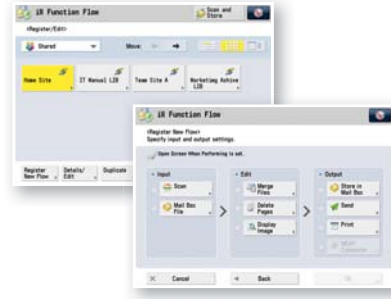 iR Function Flow
Scan and
Store
<Register/Edit>
Shared
Move:
Home Site
IT Manual
LIB
Team Site A
Marketing Achive
LIB
Register
New Flow
Details/
Edit
Duplicate
iR Function Flow
<Register New Flow>
Specify input and output settings.
Open Screen When Performing is set.
Input
Edit
Output
Scan
Merge
Files
Store in
Mail Box
Mail Box
File
Delete
Pages
Send
Display
Image
Print
Cancel
Back